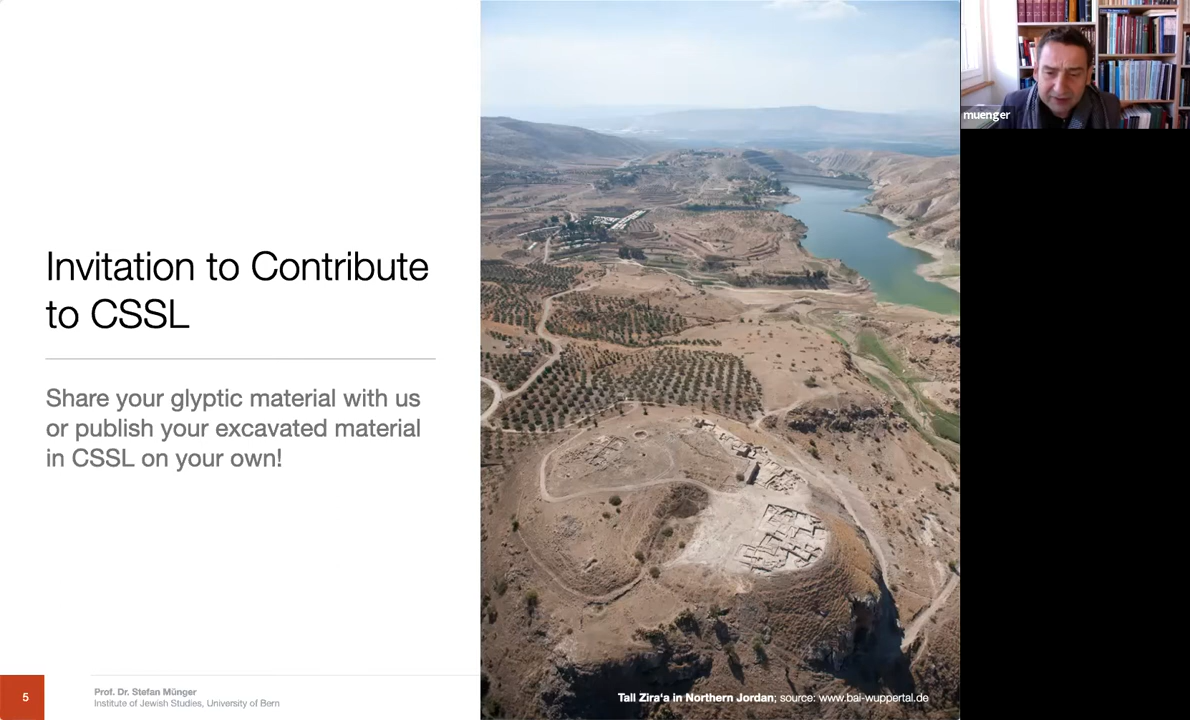 Invitation to Contribute
to CSSL
Share your glyptic material with us
or publish your excavated material
in CSSL on your own!
5
Prof. Dr. Stefan Münger
Institute of Jewish Studies, University of Bern
Tall Zira‘a in Northern Jordan; source: www.bai-wuppertal.de
muenger